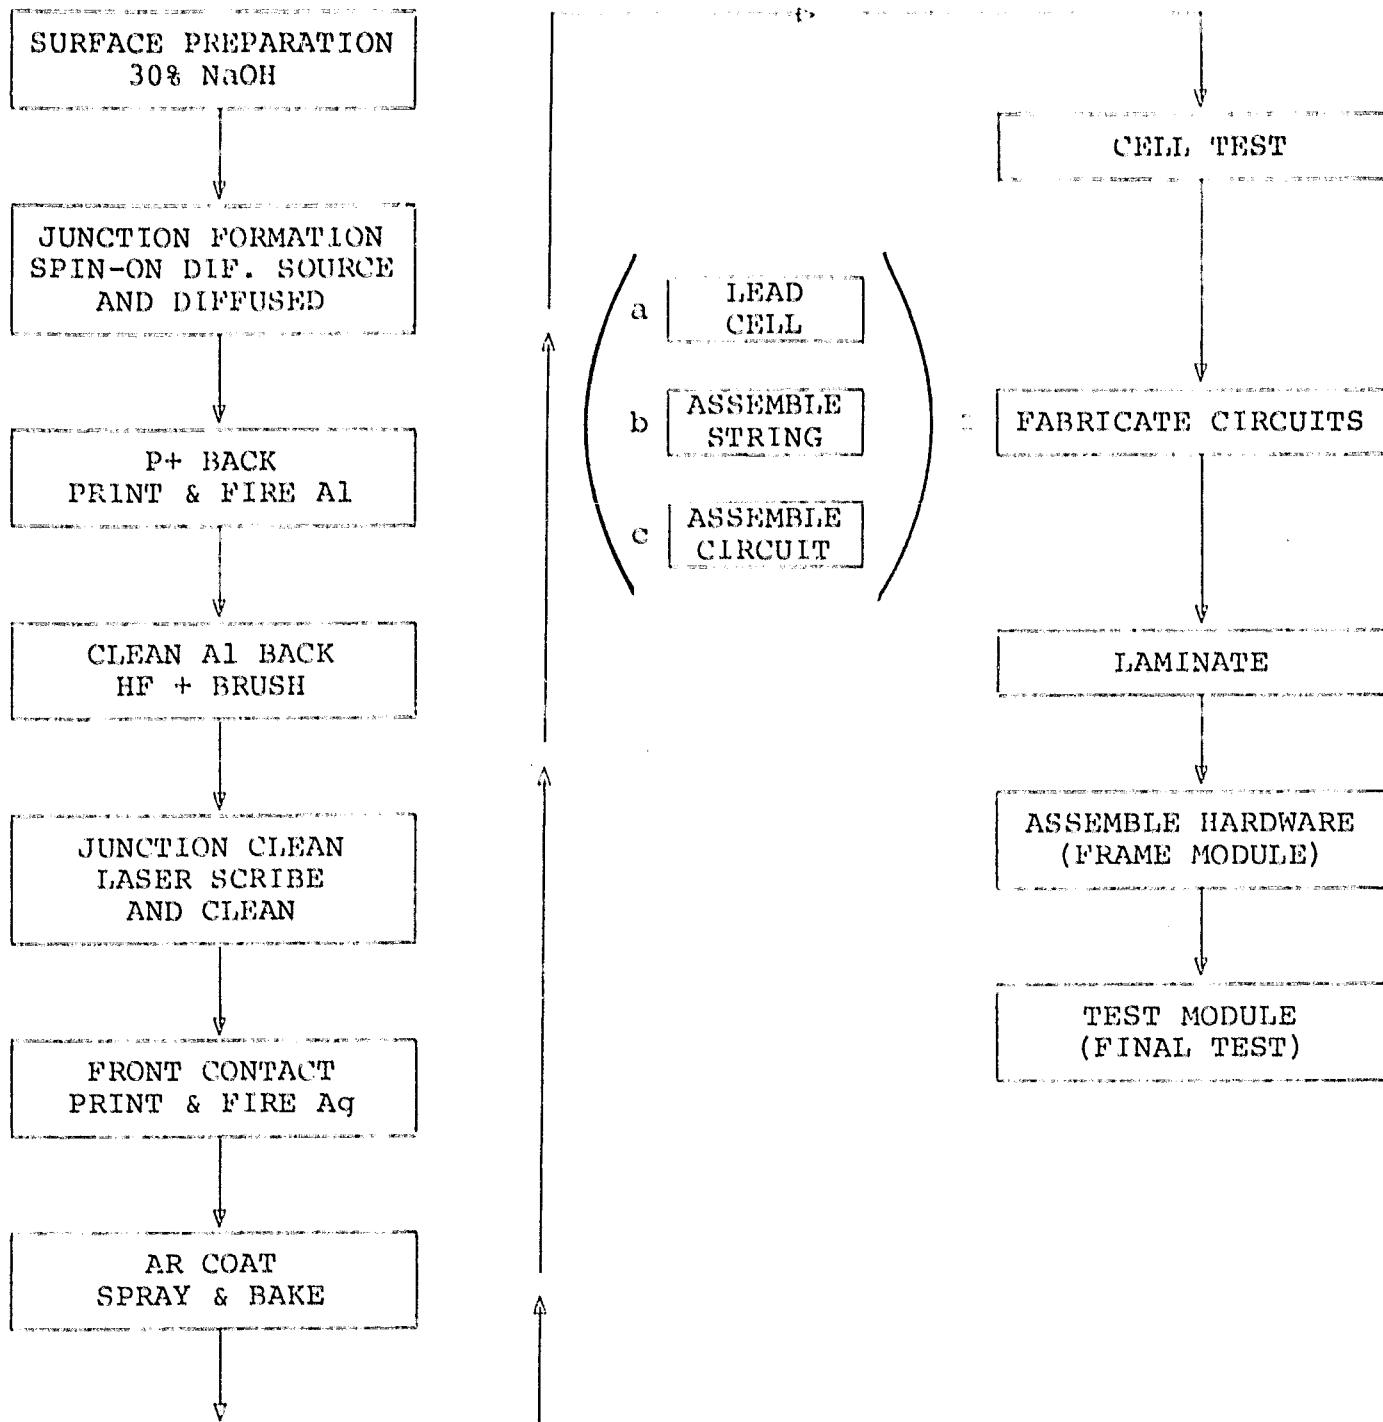 SURFACE PREPARATION
30% NaOH
JUNCTION FORMATION
SPIN-ON DIF. SOURCE
AND DIFFUSED
P+ BACK
PRINT & FIRE Al
CLEAN Al BACK
HF + BRUSH
JUNCTION CLEAN
LASER SCRIBE
AND CLEAN
FRONT CONTACT
PRINT & FIRE Ag
AR COAT
SPRAY & BAKE
a
LEAD
CELL
b
ASSEMBLE
STRING
c
ASSEMBLE
CIRCUIT
=
CELL TEST
FABRICATE CIRCUITS
LAMINATE
ASSEMBLE HARDWARE
(FRAME MODULE)
TEST MODULE
(FINAL TEST)